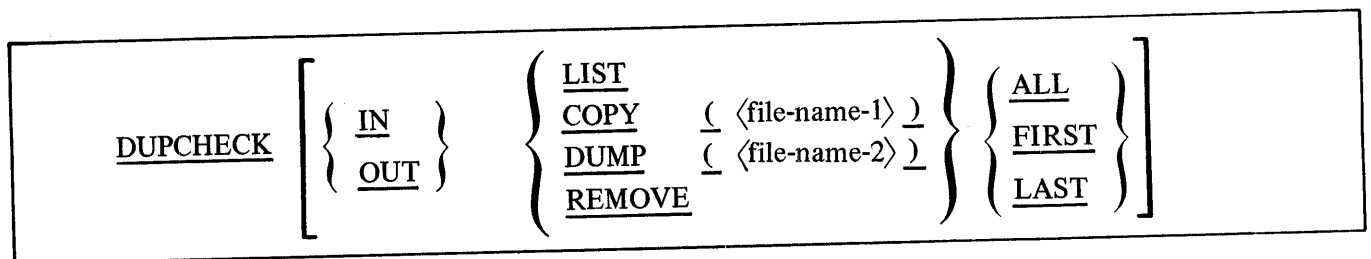 DUPCHECK [ { IN OUT } { LIST COPY ( ⟨file-name-1⟩ ) DUMP ( ⟨file-name-2⟩ ) REMOVE } { ALL FIRST LAST } ]